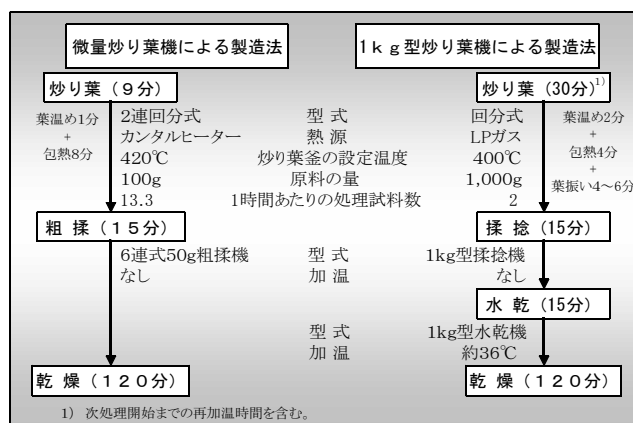 微量炒り葉機による製造法 1kg型炒り葉機による製造法
炒り葉(9分) 炒り葉(30分)1)
葉温め1分
+
包熱8分
2連回分式 型式 回分式
カンタルヒーター 熱源 LPガス
420℃ 炒り葉釜の設定温度 400℃
100g 原料の量 1,000g
13.3 1時間あたりの処理試料数 2
葉温め2分
+
包熱4分
+
葉振い4～6分
粗揉(15分) 揉捻(15分)
6連式50g粗揉機 型式 1kg型揉捻機
なし 加温 なし
水乾(15分)
型式 1kg型水乾機
加温 約36℃
乾燥(120分) 乾燥(120分)
1) 次処理開始までの再加温時間を含む。